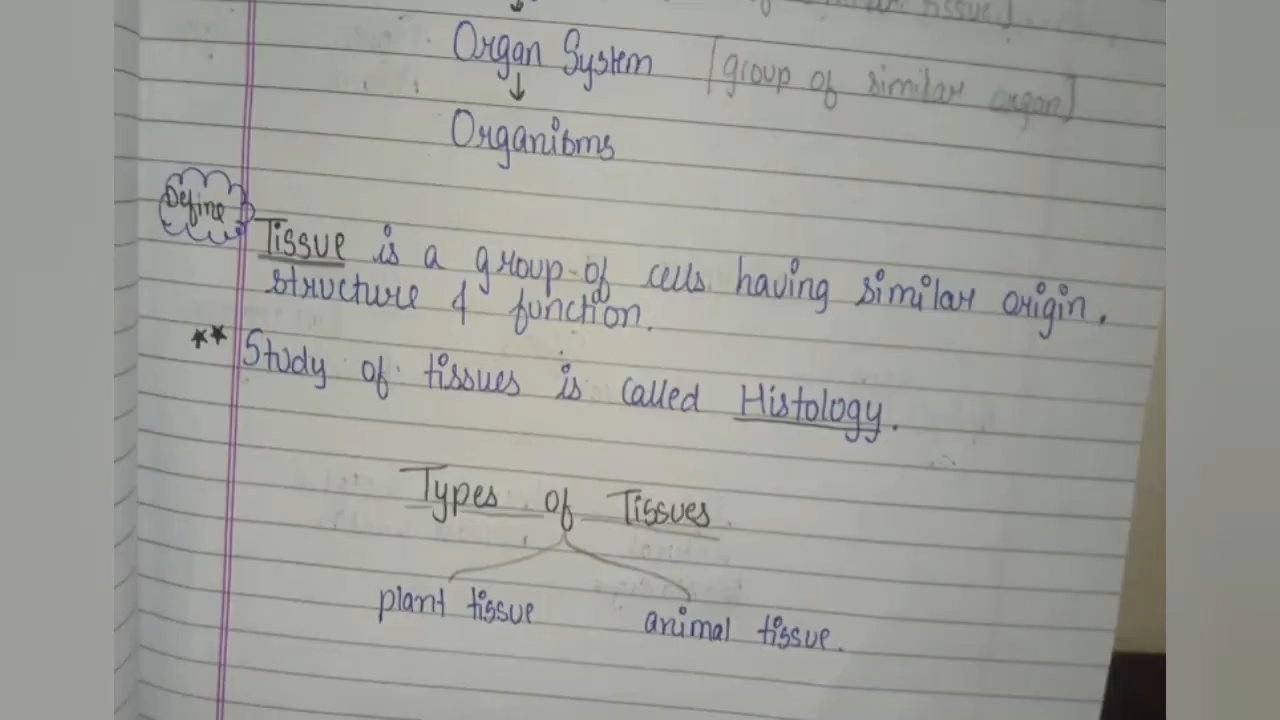 tissue]
Organ System [group of similar organ]
↓
Organisms
Define
Tissue is a group of cells having similar origin.
structure & function.
** Study of tissues is called Histology.
Types of Tissues
plant tissue animal tissue.